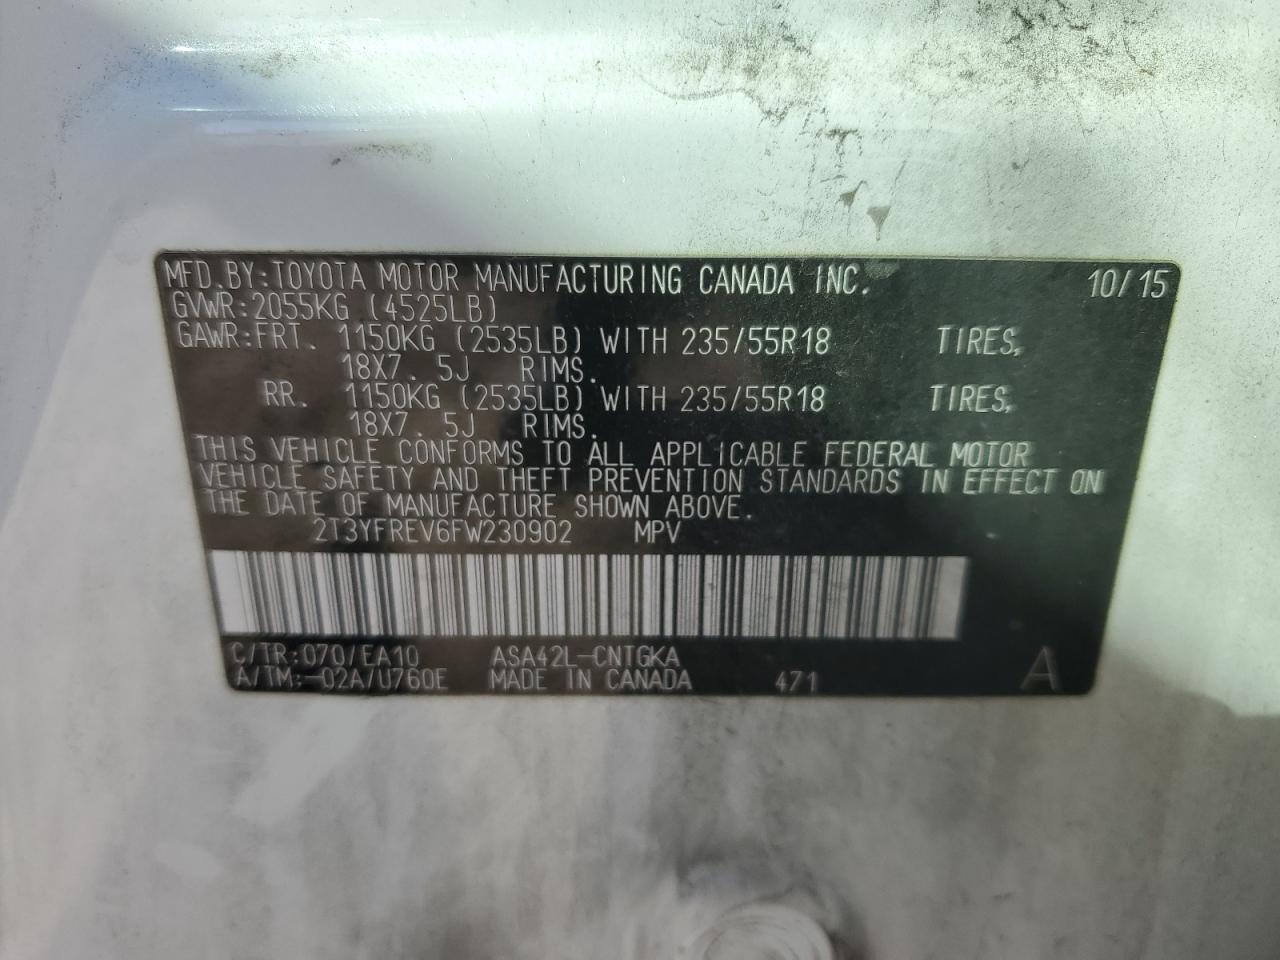 MFD.BY:TOYOTA MOTOR MANUFACTURING CANADA INC. 10/15
GVWR:2055KG (4525LB)
GAWR:FRT. 1150KG (2535LB) WITH 235/55R18 TIRES,
18X7.5J RIMS.
RR. 1150KG (2535LB) WITH 235/55R18 TIRES,
18X7.5J RIMS.
THIS VEHICLE CONFORMS TO ALL APPLICABLE FEDERAL MOTOR
VEHICLE SAFETY AND THEFT PREVENTION STANDARDS IN EFFECT ON
THE DATE OF MANUFACTURE SHOWN ABOVE.
2T3YFREV6FW230902 MPV
C/TR:070/EA10 ASA42L-CNTGKA
A/TM:-02A/U760E MADE IN CANADA 471 A